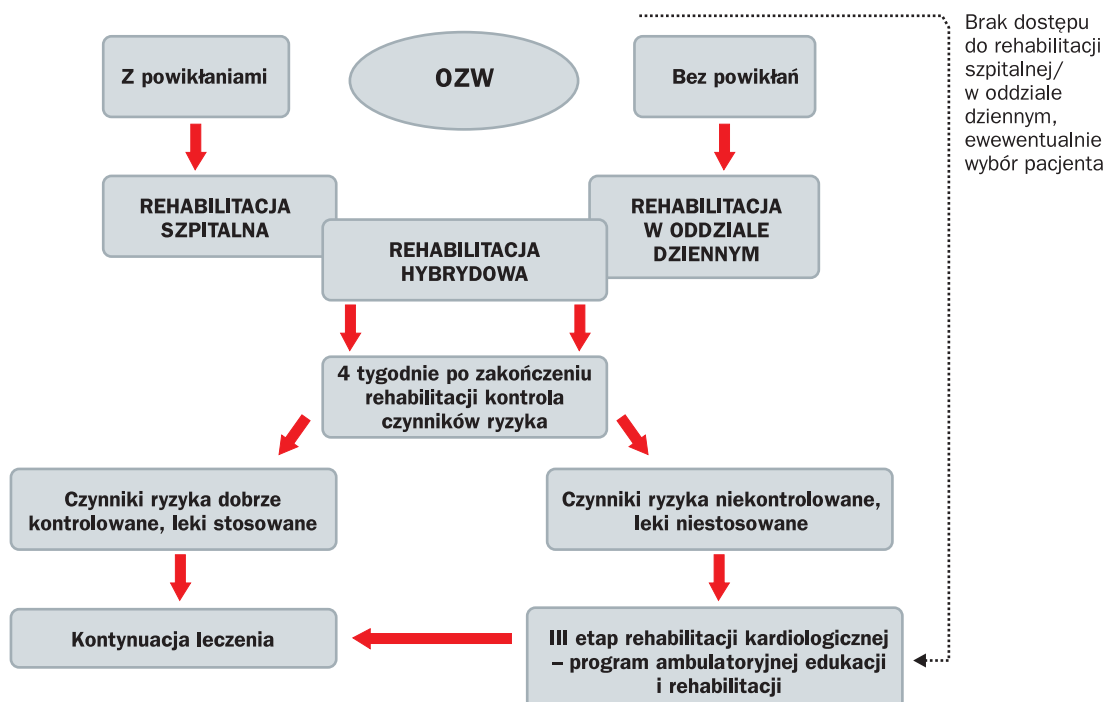 Z powikłaniami
OZW
Bez powikłań
Brak dostępu
do rehabilitacji
szpitalnej/
w oddziale
dziennym,
ewewentualnie
wybór pacjenta
REHABILITACJA
SZPITALNA
REHABILITACJA
HYBRYDOWA
REHABILITACJA
W ODDZIALE
DZIENNYM
4 tygodnie po zakończeniu
rehabilitacji kontrola
czynników ryzyka
Czynniki ryzyka dobrze
kontrolowane, leki stosowane
Czynniki ryzyka niekontrolowane,
leki niestosowane
Kontynuacja leczenia
III etap rehabilitacji kardiologicznej
– program ambulatoryjnej edukacji
i rehabilitacji